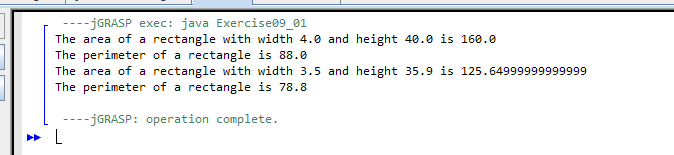 ----jGRASP exec: java Exercise09_01
The area of a rectangle with width 4.0 and height 40.0 is 160.0
The perimeter of a rectangle is 88.0
The area of a rectangle with width 3.5 and height 35.9 is 125.64999999999999
The perimeter of a rectangle is 78.8
----jGRASP: operation complete.